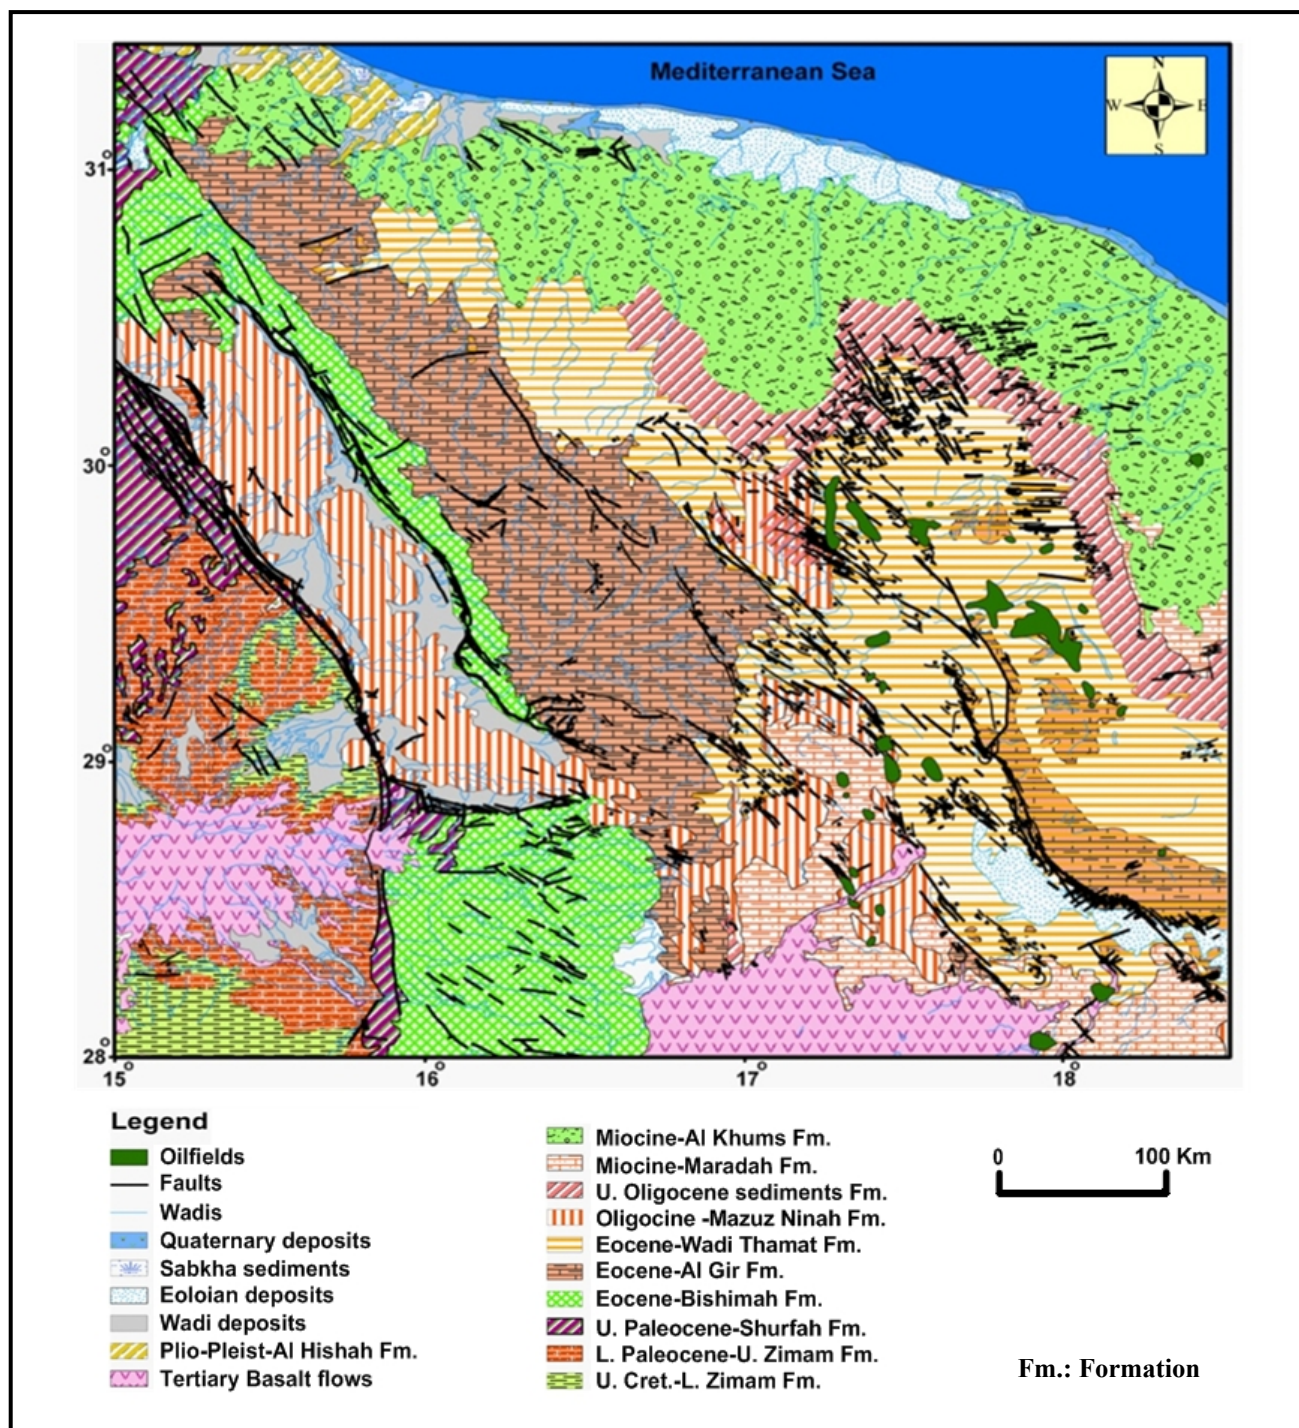 Mediterranean Sea
N
W E
S
31°
30°
29°
28°
15° 16° 17° 18°
Legend
Oilfields
Faults
Wadis
Quaternary deposits
Sabkha sediments
Eoloian deposits
Wadi deposits
Plio-Pleist-Al Hishah Fm.
Tertiary Basalt flows
Miocine-Al Khums Fm.
Miocine-Maradah Fm.
U. Oligocene sediments Fm.
Oligocine -Mazuz Ninah Fm.
Eocene-Wadi Thamat Fm.
Eocene-Al Gir Fm.
Eocene-Bishimah Fm.
U. Paleocene-Shurfah Fm.
L. Paleocene-U. Zimam Fm.
U. Cret.-L. Zimam Fm.
0 100 Km
Fm.: Formation